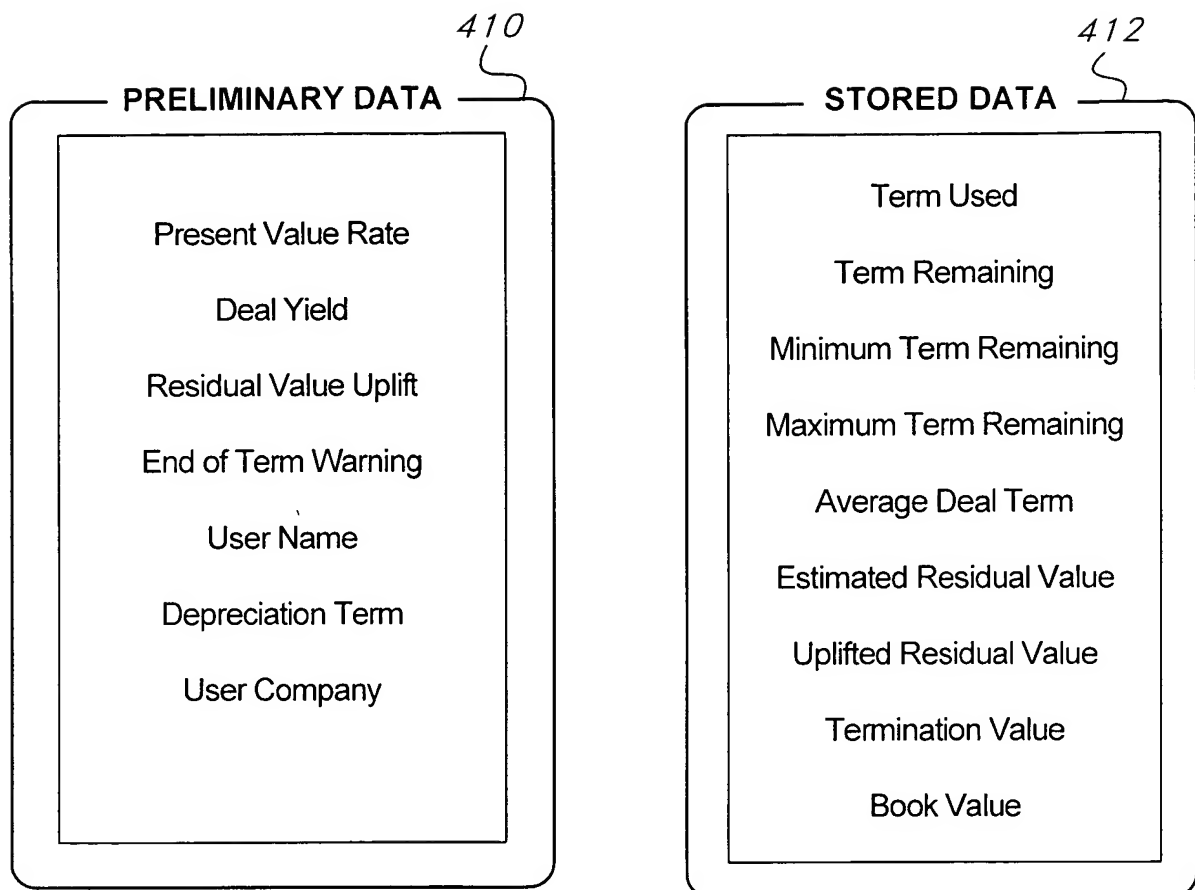 410
PRELIMINARY DATA
Present Value Rate
Deal Yield
Residual Value Uplift
End of Term Warning
User Name
Depreciation Term
User Company
412
STORED DATA
Term Used
Term Remaining
Minimum Term Remaining
Maximum Term Remaining
Average Deal Term
Estimated Residual Value
Uplifted Residual Value
Termination Value
Book Value